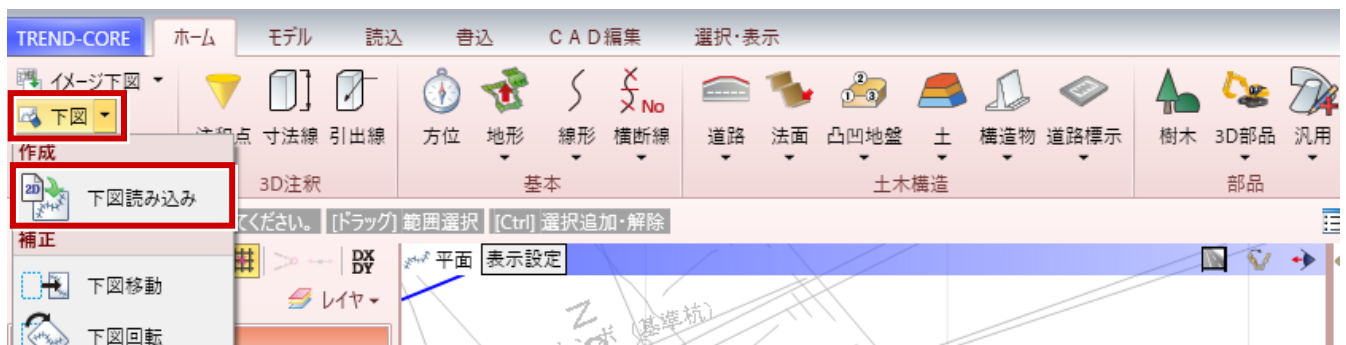 TREND-CORE ホーム モデル 読込 書込 CAD編集 選択・表示
イメージ下図
下図
寸法線 引出線 方位 地形 線形 横断線 道路 法面 凸凹地盤 土 構造物 道路標示 樹木 3D部品 汎用
No
1 2 3
作成
3D注釈 基本 土木構造 部品
2D
下図読み込み
てください。 [ドラッグ] 範囲選択 [Ctrl] 選択追加・解除
補正
DX
DY
平面 表示設定
下図移動
レイヤ
(基準杭)
下図回転